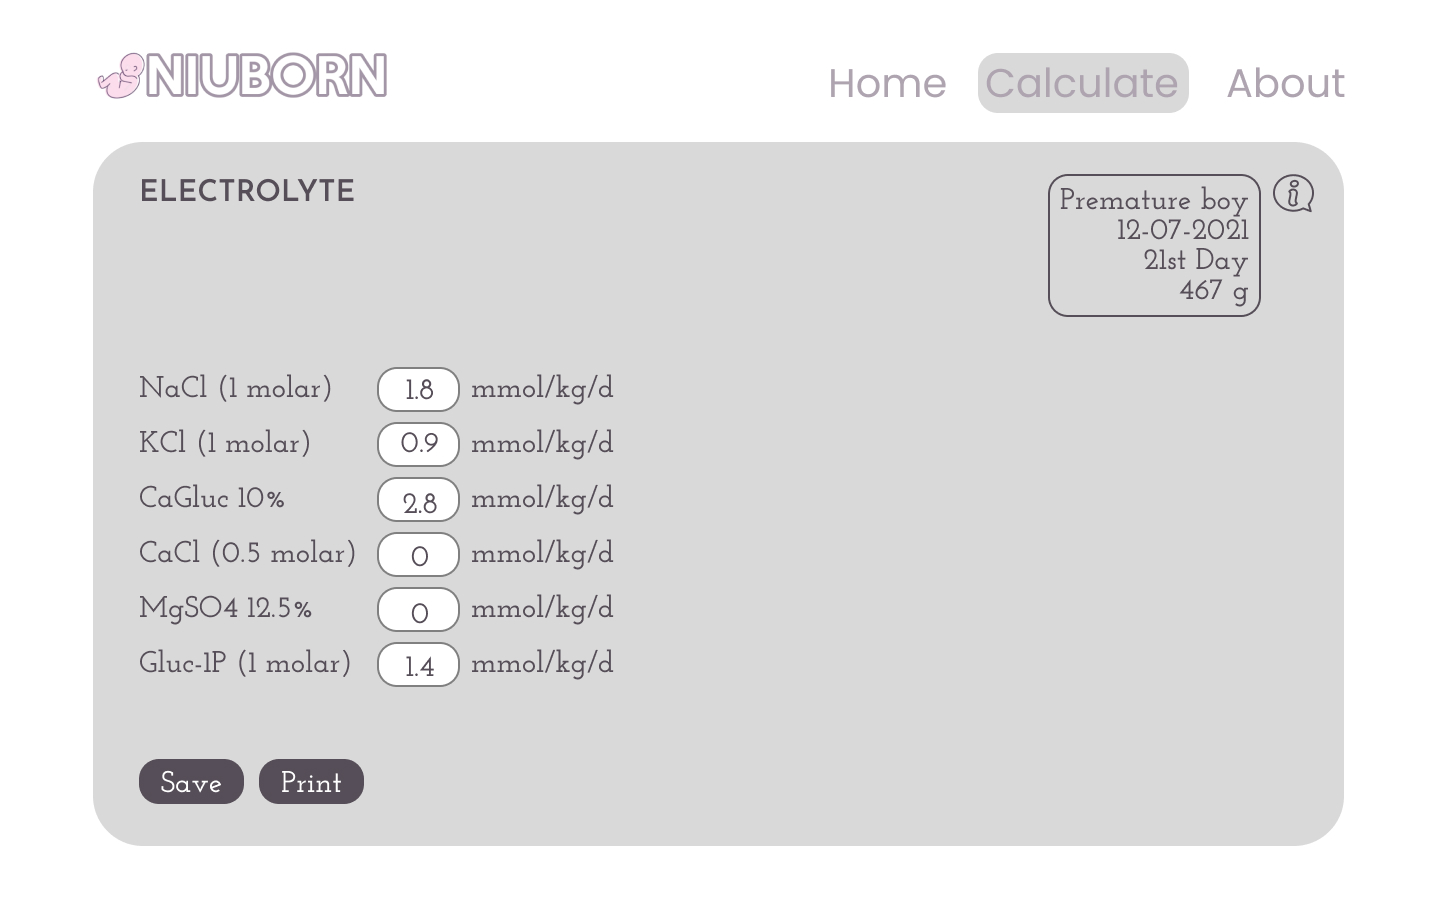 NIUBORN
Home Calculate About
ELECTROLYTE
Premature boy
12-07-2021
21st Day
467 g
NaCl (1 molar) 1.8 mmol/kg/d
KCl (1 molar) 0.9 mmol/kg/d
CaGluc 10% 2.8 mmol/kg/d
CaCl (0.5 molar) 0 mmol/kg/d
MgSO4 12.5% 0 mmol/kg/d
Gluc-1P (1 molar) 1.4 mmol/kg/d
Save Print